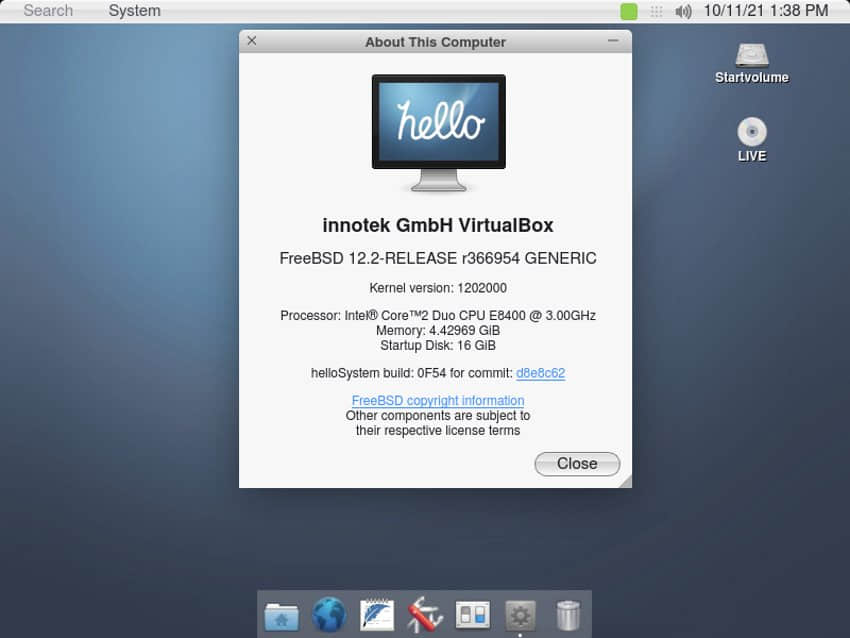 Search System 10/11/21 1:38 PM
About This Computer
Startvolume
hello
LIVE
innotek GmbH VirtualBox
FreeBSD 12.2-RELEASE r366954 GENERIC
Kernel version: 1202000
Processor: Intel® Core™2 Duo CPU E8400 @ 3.00GHz
Memory: 4.42969 GiB
Startup Disk: 16 GiB
helloSystem build: 0F54 for commit: d8e8c62
FreeBSD copyright information
Other components are subject to
their respective license terms
Close